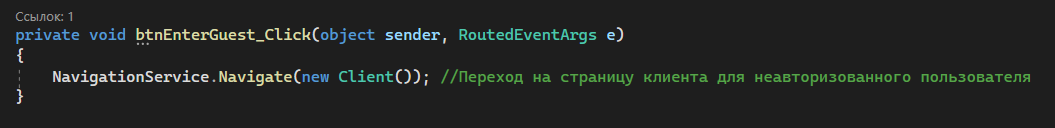 Ссылок: 1
private void btnEnterGuest_Click(object sender, RoutedEventArgs e)
{
NavigationService.Navigate(new Client()); //Переход на страницу клиента для неавторизованного пользователя
}